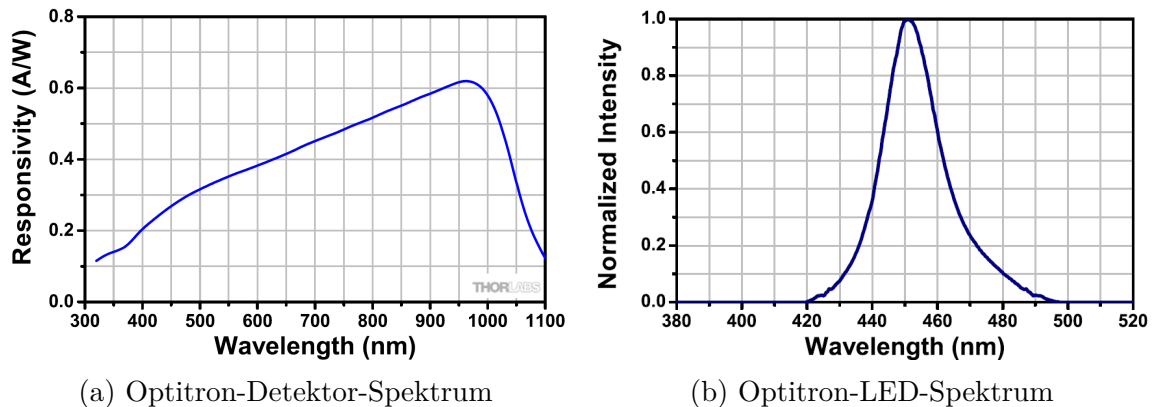 0.8
0.6
0.4
0.2
0.0
Responsivity (A/W)
300 400 500 600 700 800 900 1000 1100
Wavelength (nm)
THORLABS
(a) Optitron-Detektor-Spektrum
1.0
0.8
0.6
0.4
0.2
0.0
Normalized Intensity
380 400 420 440 460 480 500 520
Wavelength (nm)
(b) Optitron-LED-Spektrum